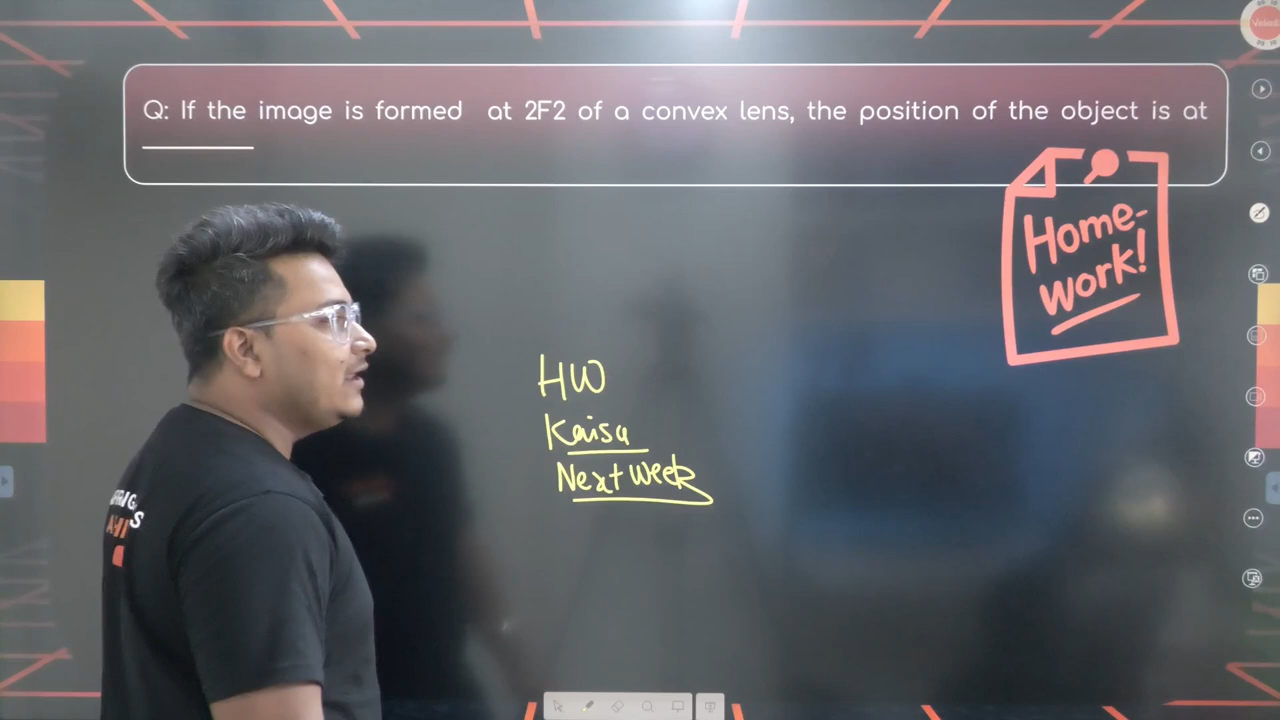 Q: If the image is formed at 2F2 of a convex lens, the position of the object is at
__________
Home-
work!
HW
Kaisa
Next week